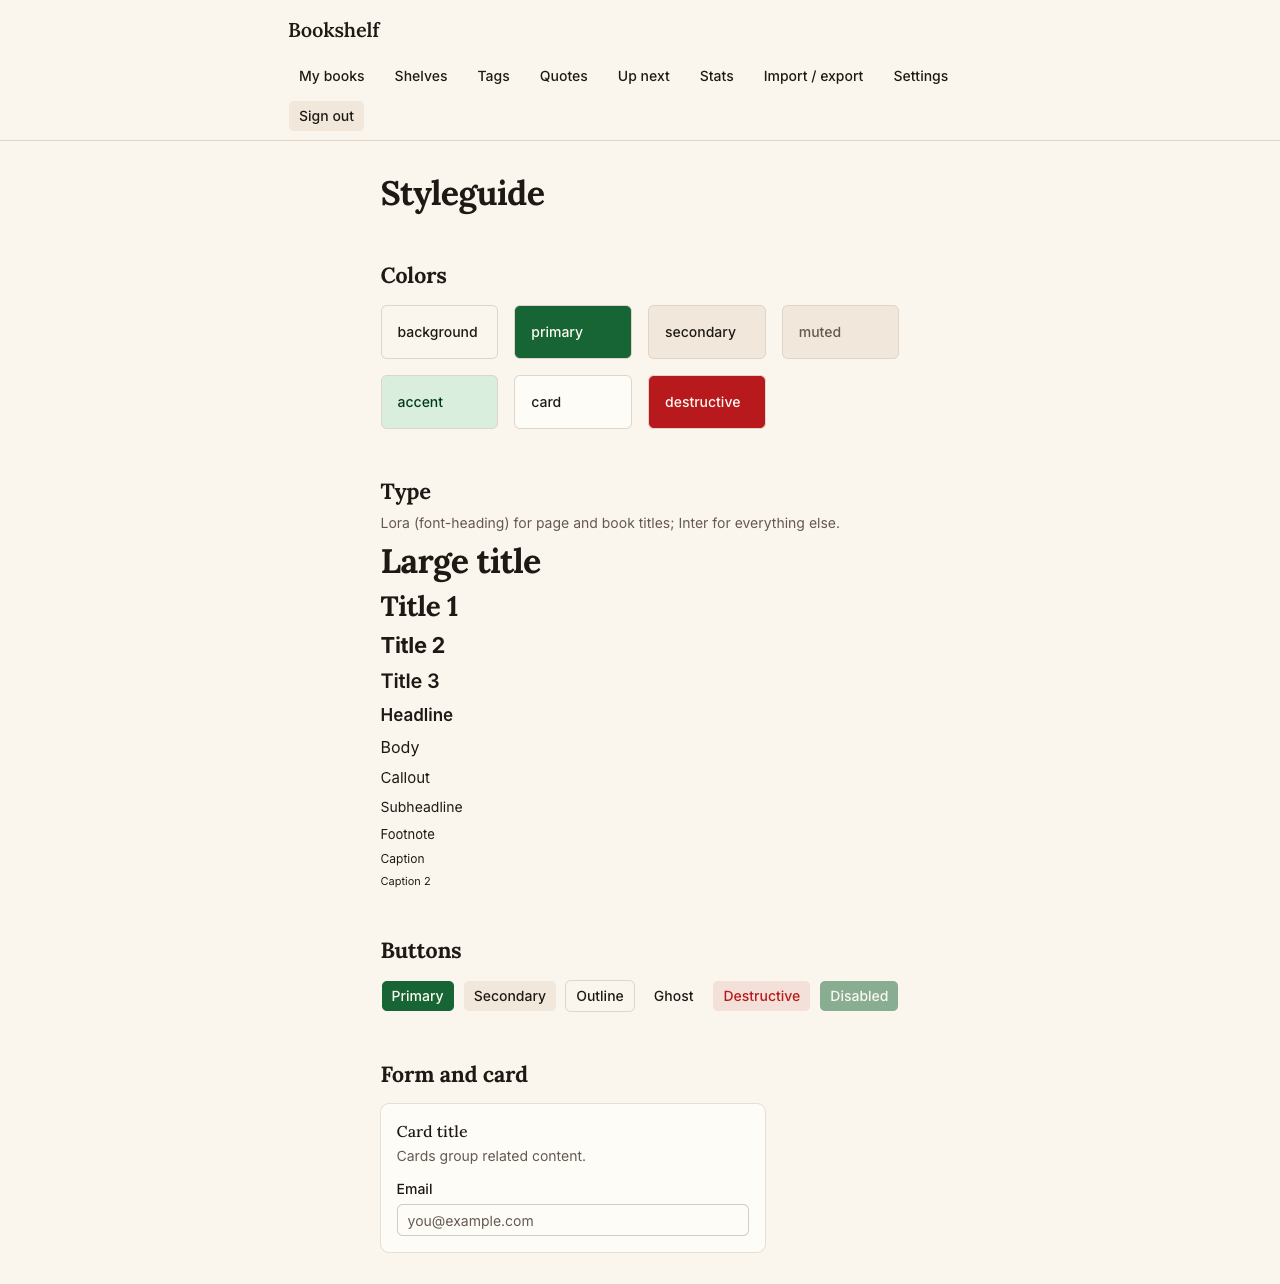 Bookshelf
My books Shelves Tags Quotes Up next Stats Import / export Settings
Sign out
Styleguide
Colors
background primary secondary muted
accent card destructive
Type
Lora (font-heading) for page and book titles; Inter for everything else.
Large title
Title 1
Title 2
Title 3
Headline
Body
Callout
Subheadline
Footnote
Caption
Caption 2
Buttons
Primary Secondary Outline Ghost Destructive Disabled
Form and card
Card title
Cards group related content.
Email
you@example.com